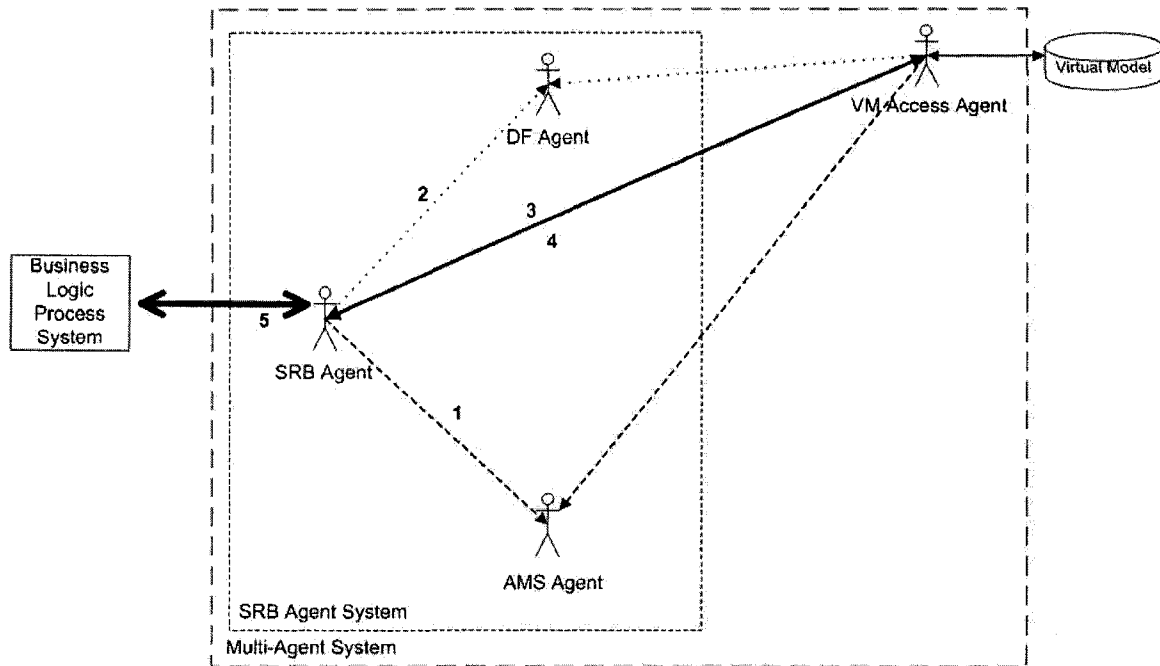 Virtual Model
VM Access Agent
DF Agent
2
3
4
Business
Logic
Process
System
5
SRB Agent
1
AMS Agent
SRB Agent System
Multi-Agent System